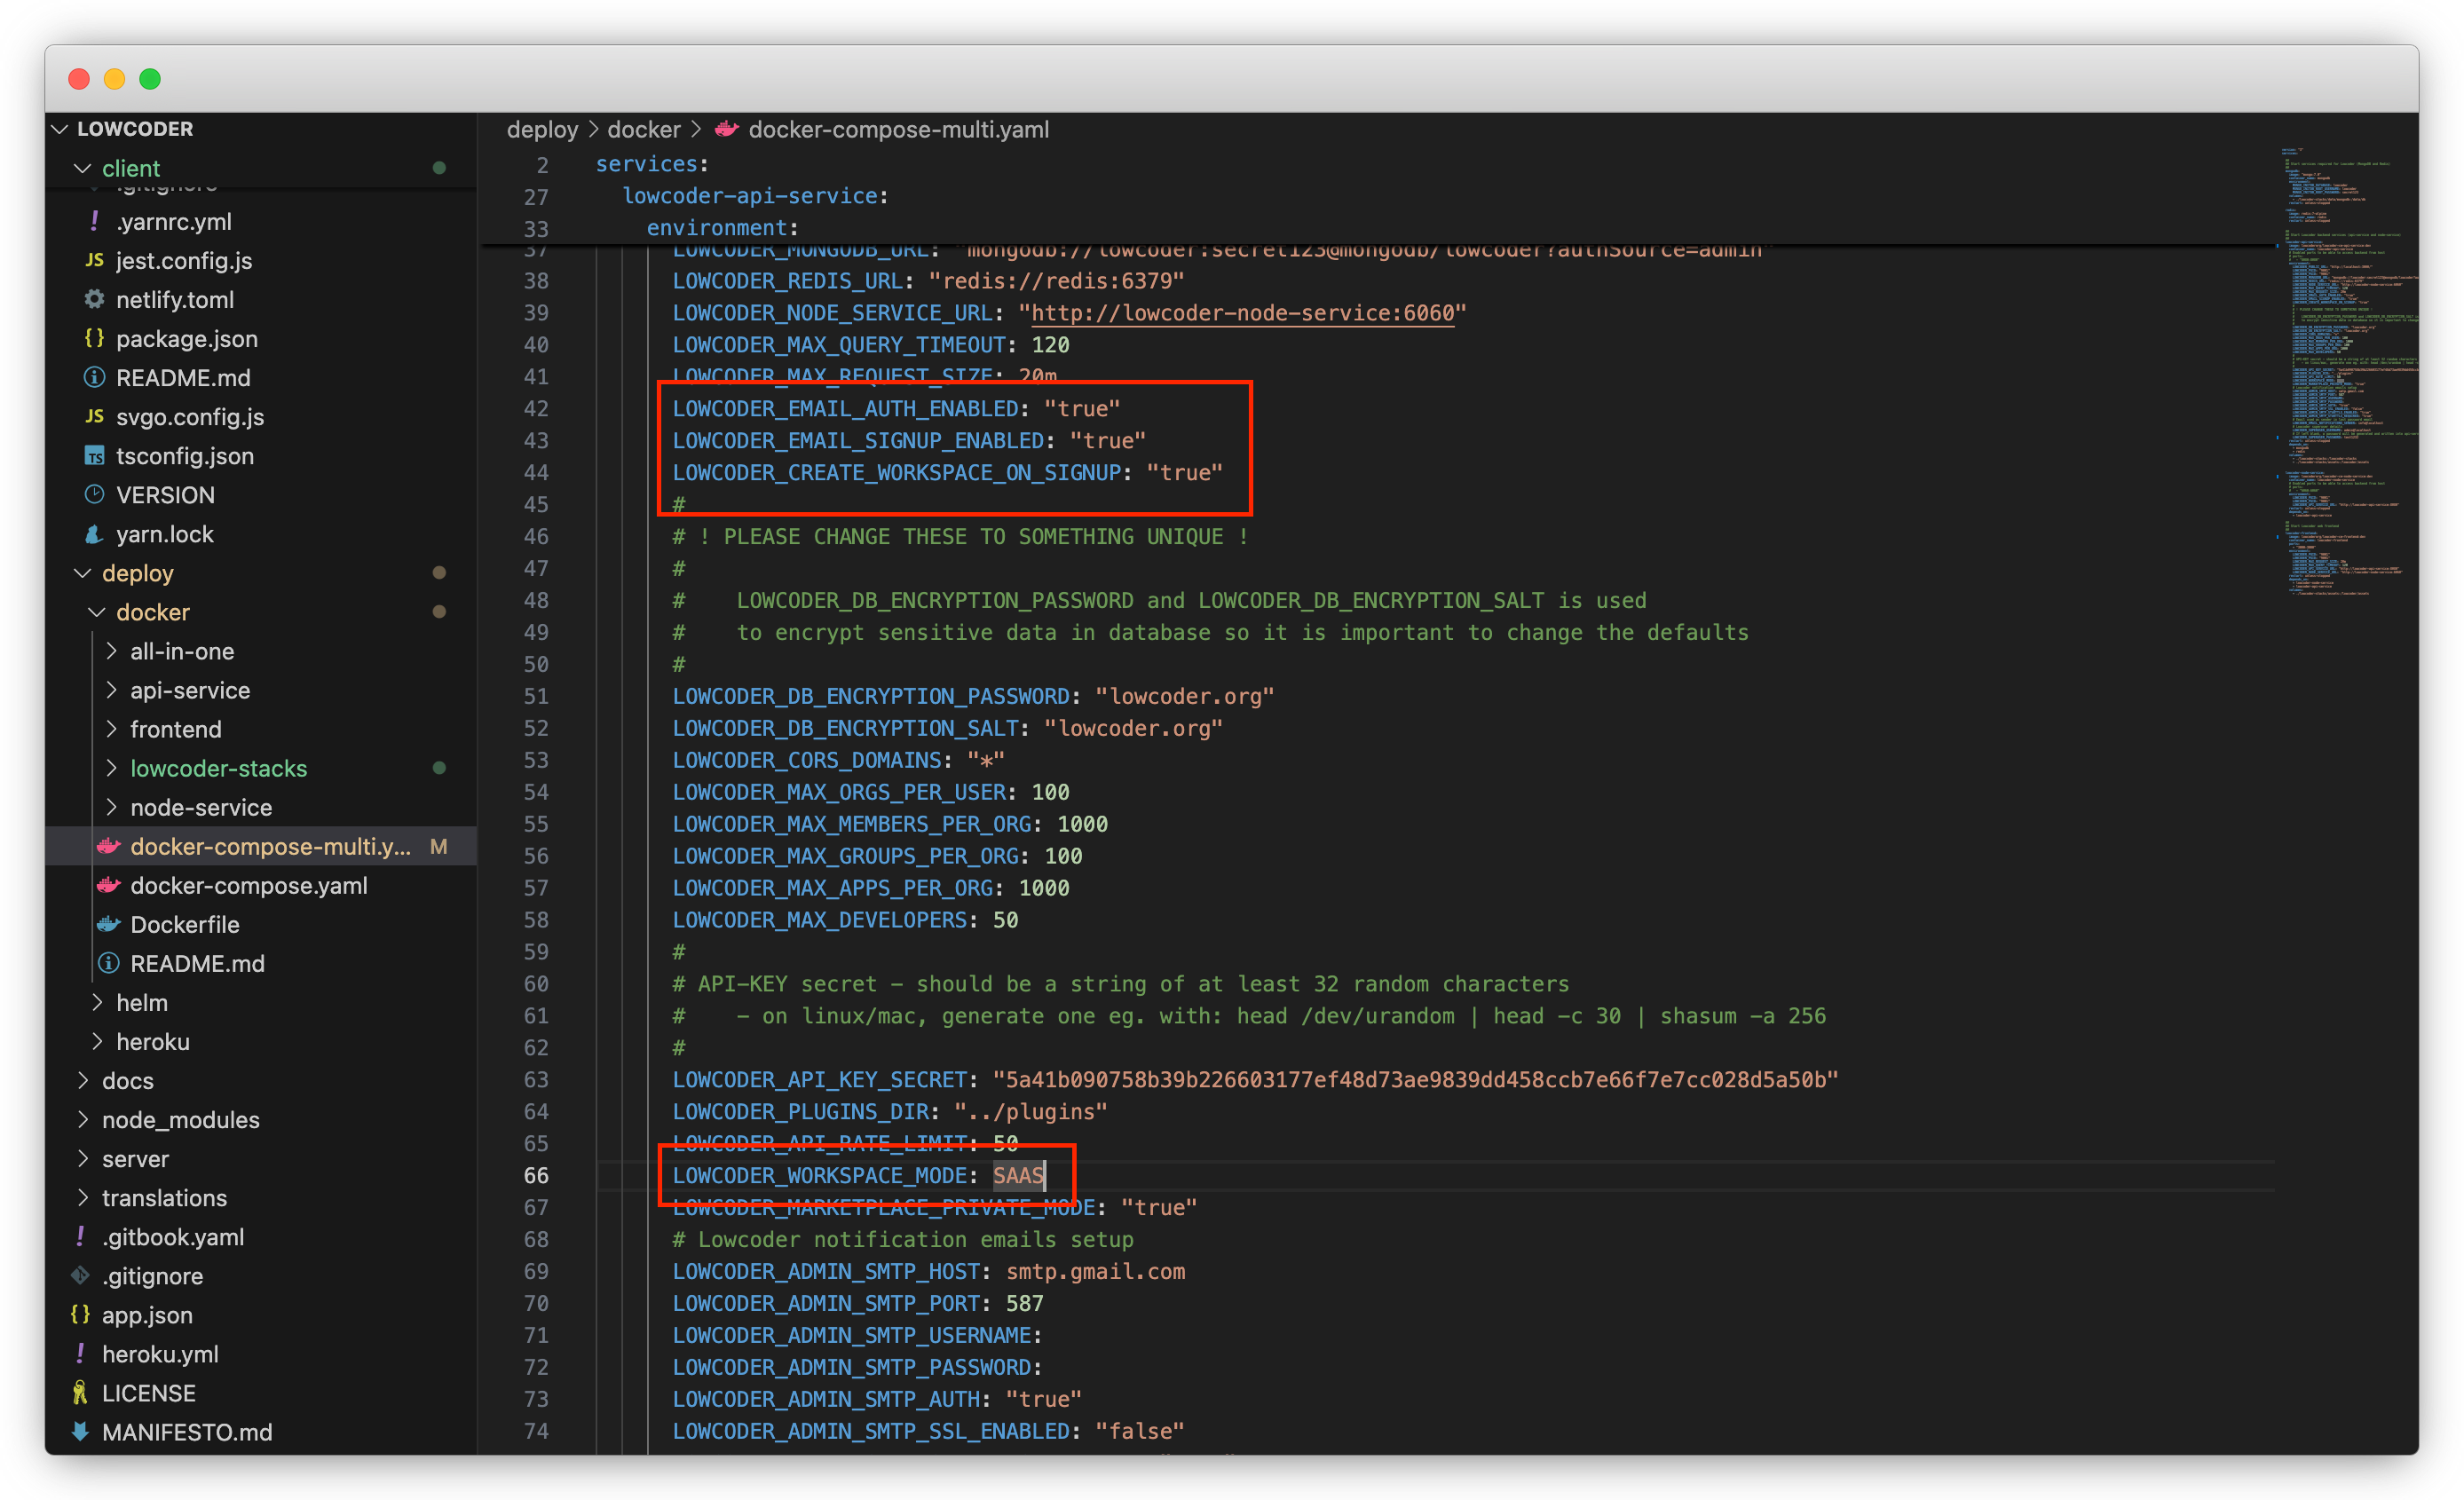 LOWCODER
client
.gitignore
.yarnrc.yml
jest.config.js
netlify.toml
package.json
README.md
svgo.config.js
tsconfig.json
VERSION
yarn.lock
deploy
docker
all-in-one
api-service
frontend
lowcoder-stacks
node-service
docker-compose-multi.y... M
docker-compose.yaml
Dockerfile
README.md
helm
heroku
docs
node_modules
server
translations
.gitbook.yaml
.gitignore
app.json
heroku.yml
LICENSE
MANIFESTO.md
deploy > docker > docker-compose-multi.yaml
2 services:
27 lowcoder-api-service:
33 environment:
37 LOWCODER_MONGODB_URL: "mongodb://lowcoder:secret123@mongodb/lowcoder?authSource=admin"
38 LOWCODER_REDIS_URL: "redis://redis:6379"
39 LOWCODER_NODE_SERVICE_URL: "http://lowcoder-node-service:6060"
40 LOWCODER_MAX_QUERY_TIMEOUT: 120
41 LOWCODER_MAX_REQUEST_SIZE: 20m
42 LOWCODER_EMAIL_AUTH_ENABLED: "true"
43 LOWCODER_EMAIL_SIGNUP_ENABLED: "true"
44 LOWCODER_CREATE_WORKSPACE_ON_SIGNUP: "true"
45 #
46 # ! PLEASE CHANGE THESE TO SOMETHING UNIQUE !
47 #
48 # LOWCODER_DB_ENCRYPTION_PASSWORD and LOWCODER_DB_ENCRYPTION_SALT is used
49 # to encrypt sensitive data in database so it is important to change the defaults
50 #
51 LOWCODER_DB_ENCRYPTION_PASSWORD: "lowcoder.org"
52 LOWCODER_DB_ENCRYPTION_SALT: "lowcoder.org"
53 LOWCODER_CORS_DOMAINS: "*"
54 LOWCODER_MAX_ORGS_PER_USER: 100
55 LOWCODER_MAX_MEMBERS_PER_ORG: 1000
56 LOWCODER_MAX_GROUPS_PER_ORG: 100
57 LOWCODER_MAX_APPS_PER_ORG: 1000
58 LOWCODER_MAX_DEVELOPERS: 50
59 #
60 # API-KEY secret - should be a string of at least 32 random characters
61 # - on linux/mac, generate one eg. with: head /dev/urandom | head -c 30 | shasum -a 256
62 #
63 LOWCODER_API_KEY_SECRET: "5a41b090758b39b226603177ef48d73ae9839dd458ccb7e66f7e7cc028d5a50b"
64 LOWCODER_PLUGINS_DIR: "../plugins"
65 LOWCODER_API_RATE_LIMIT: 50
66 LOWCODER_WORKSPACE_MODE: SAAS
67 LOWCODER_MARKETPLACE_PRIVATE_MODE: "true"
68 # Lowcoder notification emails setup
69 LOWCODER_ADMIN_SMTP_HOST: smtp.gmail.com
70 LOWCODER_ADMIN_SMTP_PORT: 587
71 LOWCODER_ADMIN_SMTP_USERNAME:
72 LOWCODER_ADMIN_SMTP_PASSWORD:
73 LOWCODER_ADMIN_SMTP_AUTH: "true"
74 LOWCODER_ADMIN_SMTP_SSL_ENABLED: "false"